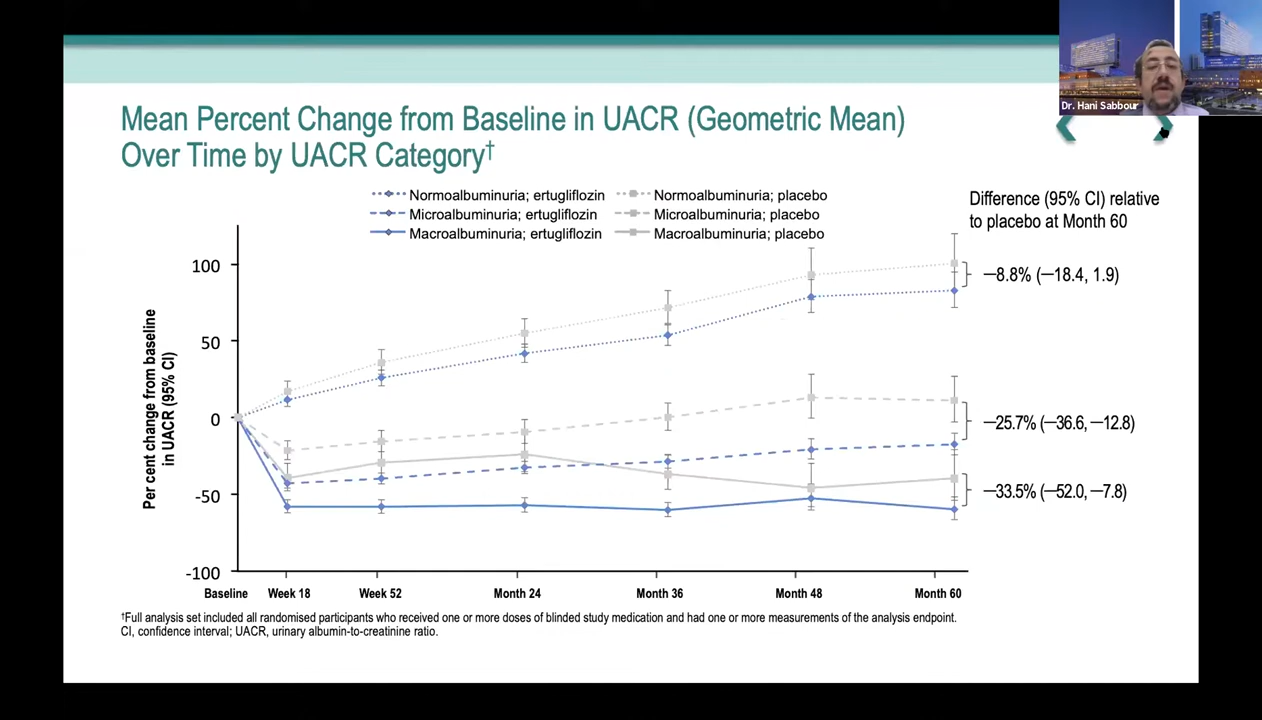 Dr. Hani Sabbour
Mean Percent Change from Baseline in UACR (Geometric Mean)
Over Time by UACR Category†
Normoalbuminuria; ertugliflozin
Normoalbuminuria; placebo
Microalbuminuria; ertugliflozin
Microalbuminuria; placebo
Macroalbuminuria; ertugliflozin
Macroalbuminuria; placebo
Difference (95% CI) relative
to placebo at Month 60
Per cent change from baseline
in UACR (95% CI)
100
50
0
-50
-100
−8.8% (−18.4, 1.9)
−25.7% (−36.6, −12.8)
−33.5% (−52.0, −7.8)
Baseline Week 18 Week 52 Month 24 Month 36 Month 48 Month 60
†Full analysis set included all randomised participants who received one or more doses of blinded study medication and had one or more measurements of the analysis endpoint.
CI, confidence interval; UACR, urinary albumin-to-creatinine ratio.